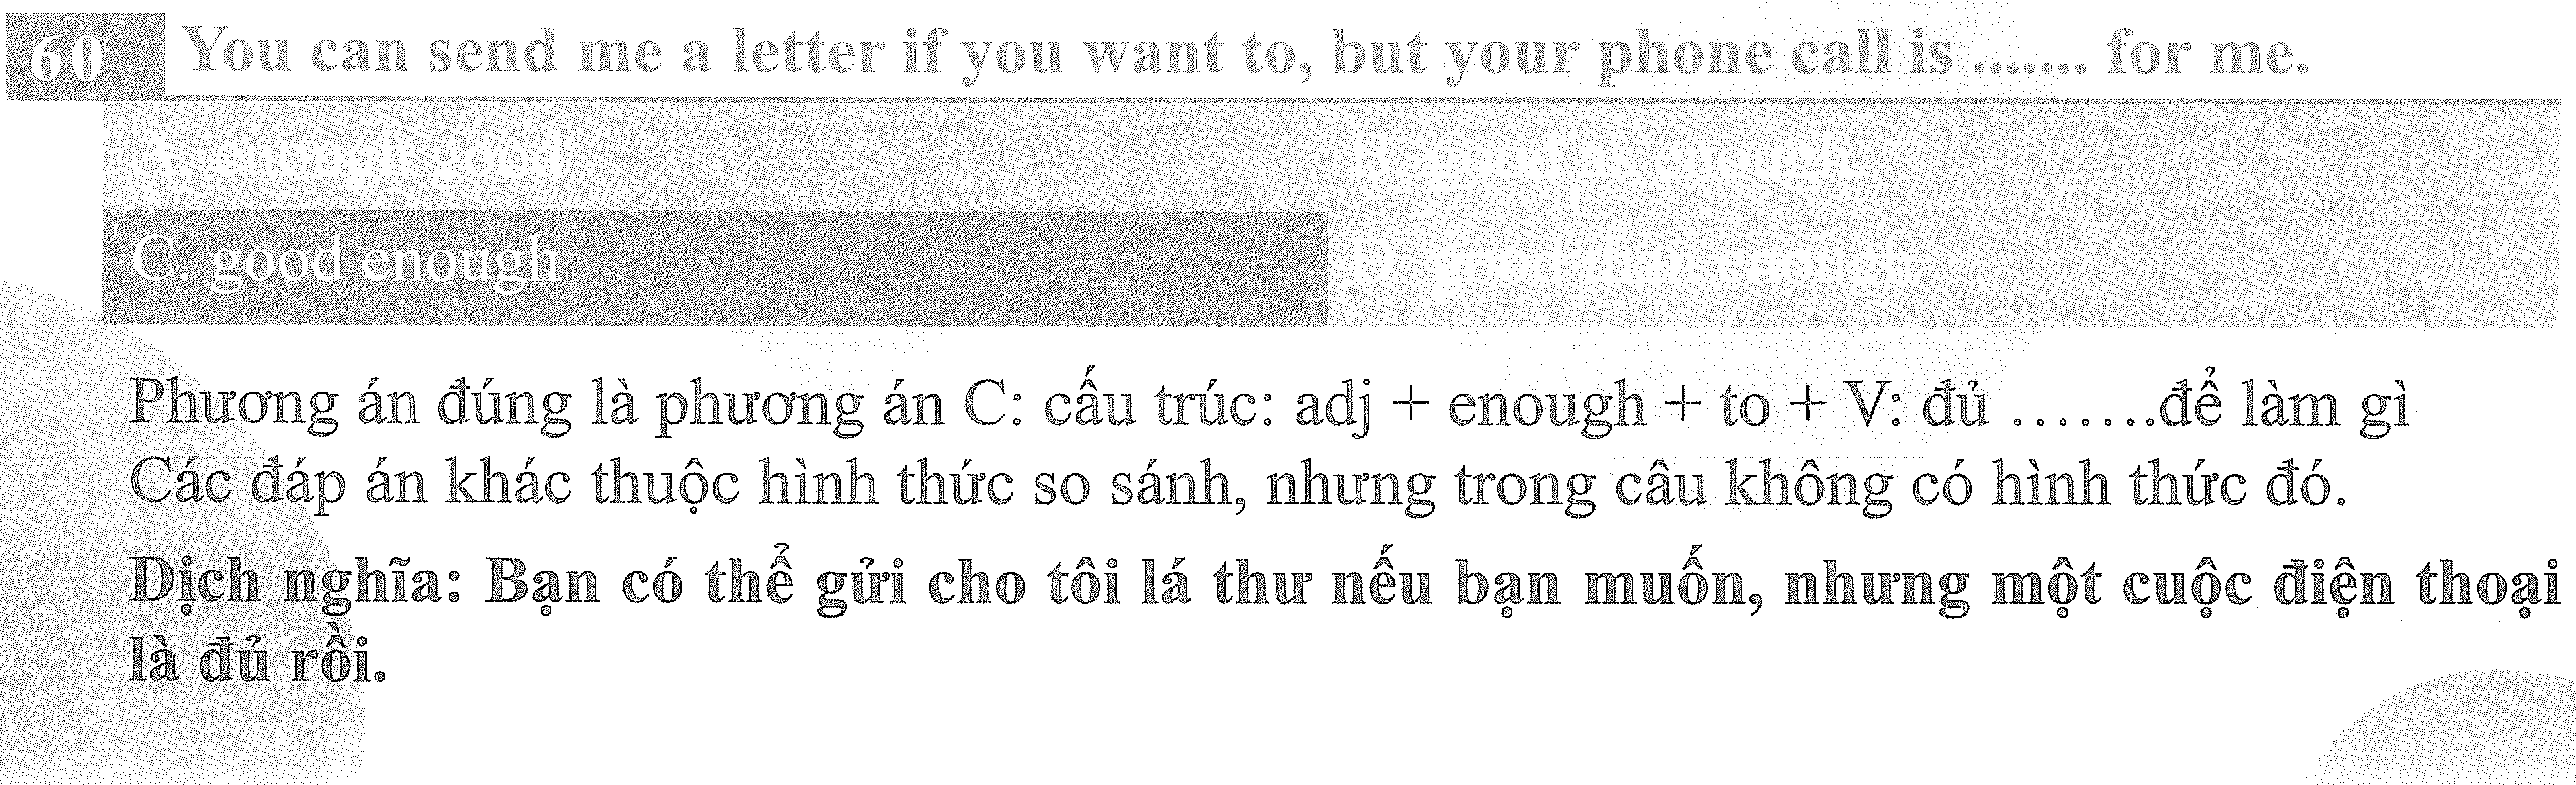 60 You can send me a letter if you want to, but your phone call is ....... for me.
A. enough good B. good as enough
C. good enough D. good than enough
Phương án đúng là phương án C: cấu trúc: adj + enough + to + V: đủ .......để làm gì
Các đáp án khác thuộc hình thức so sánh, nhưng trong câu không có hình thức đó.
Dịch nghĩa: Bạn có thể gửi cho tôi lá thư nếu bạn muốn, nhưng một cuộc điện thoại
là đủ rồi.